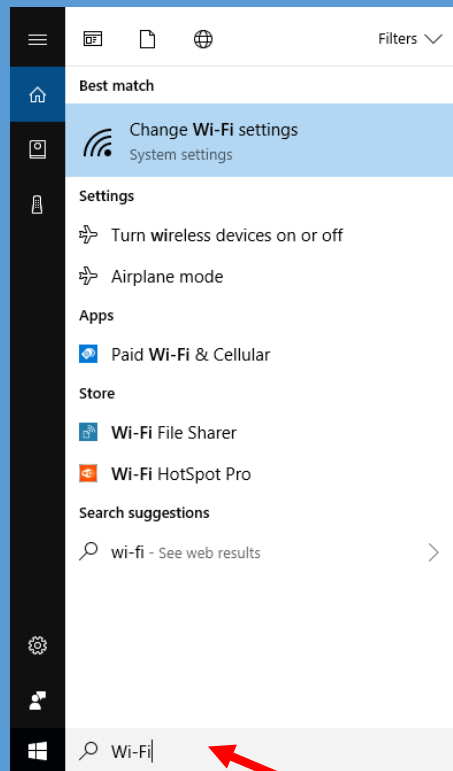 Filters
Best match
Change Wi-Fi settings
System settings
Settings
Turn wireless devices on or off
Airplane mode
Apps
Paid Wi-Fi & Cellular
Store
Wi-Fi File Sharer
Wi-Fi HotSpot Pro
Search suggestions
wi-fi - See web results
Wi-Fi